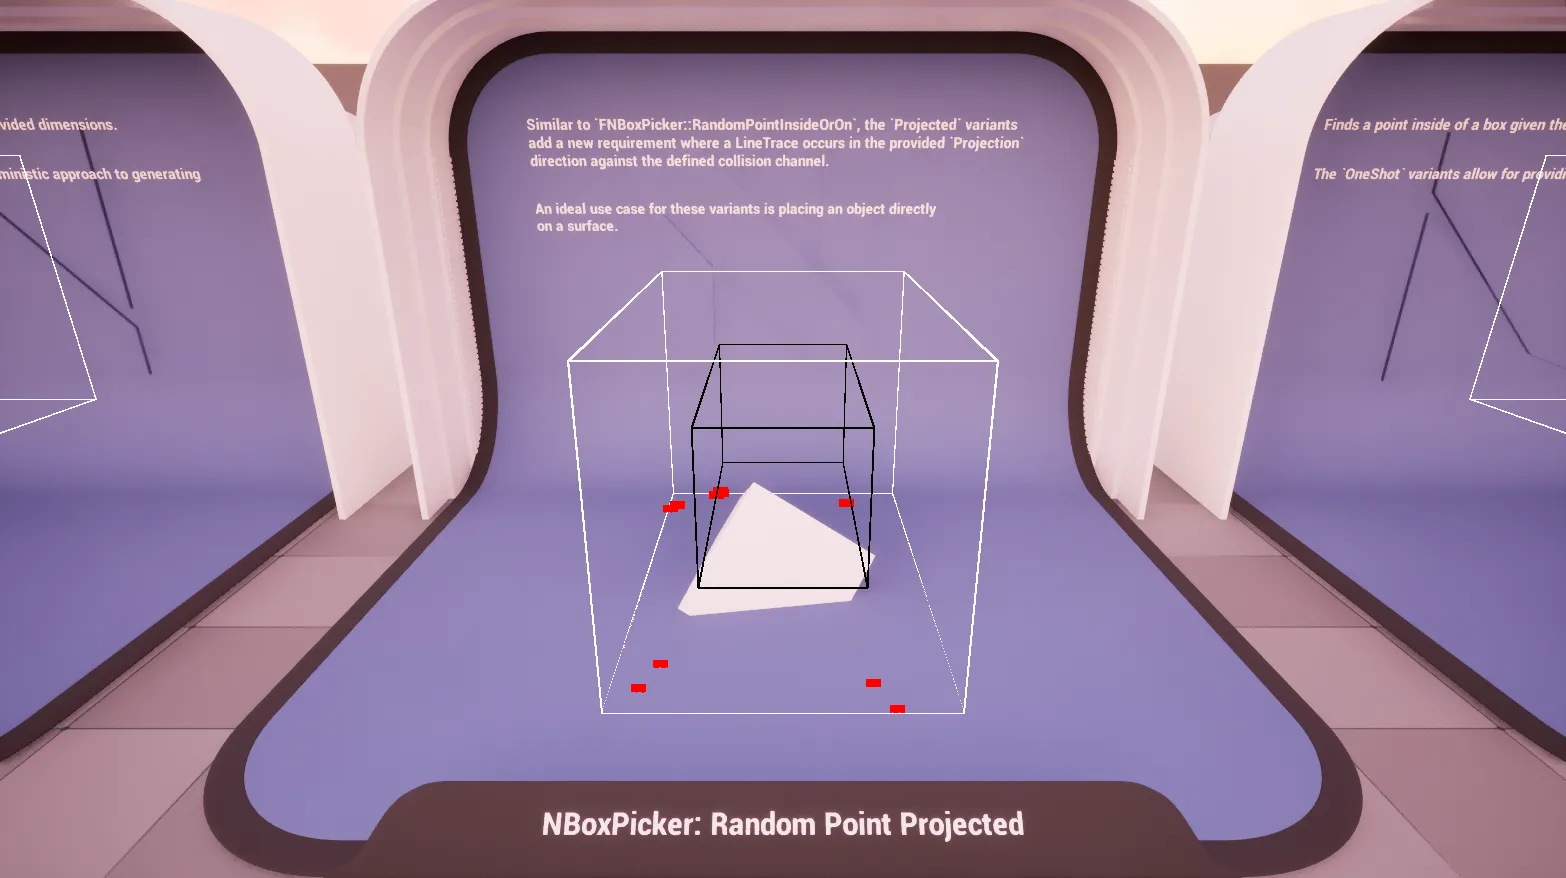 vided dimensions.
ministic approach to generating
Similar to `FNBoxPicker::RandomPointInsideOrOn`, the `Projected` variants
add a new requirement where a LineTrace occurs in the provided `Projection`
direction against the defined collision channel.
An ideal use case for these variants is placing an object directly
on a surface.
Finds a point inside of a box given the
The `OneShot` variants allow for providi
NBoxPicker: Random Point Projected